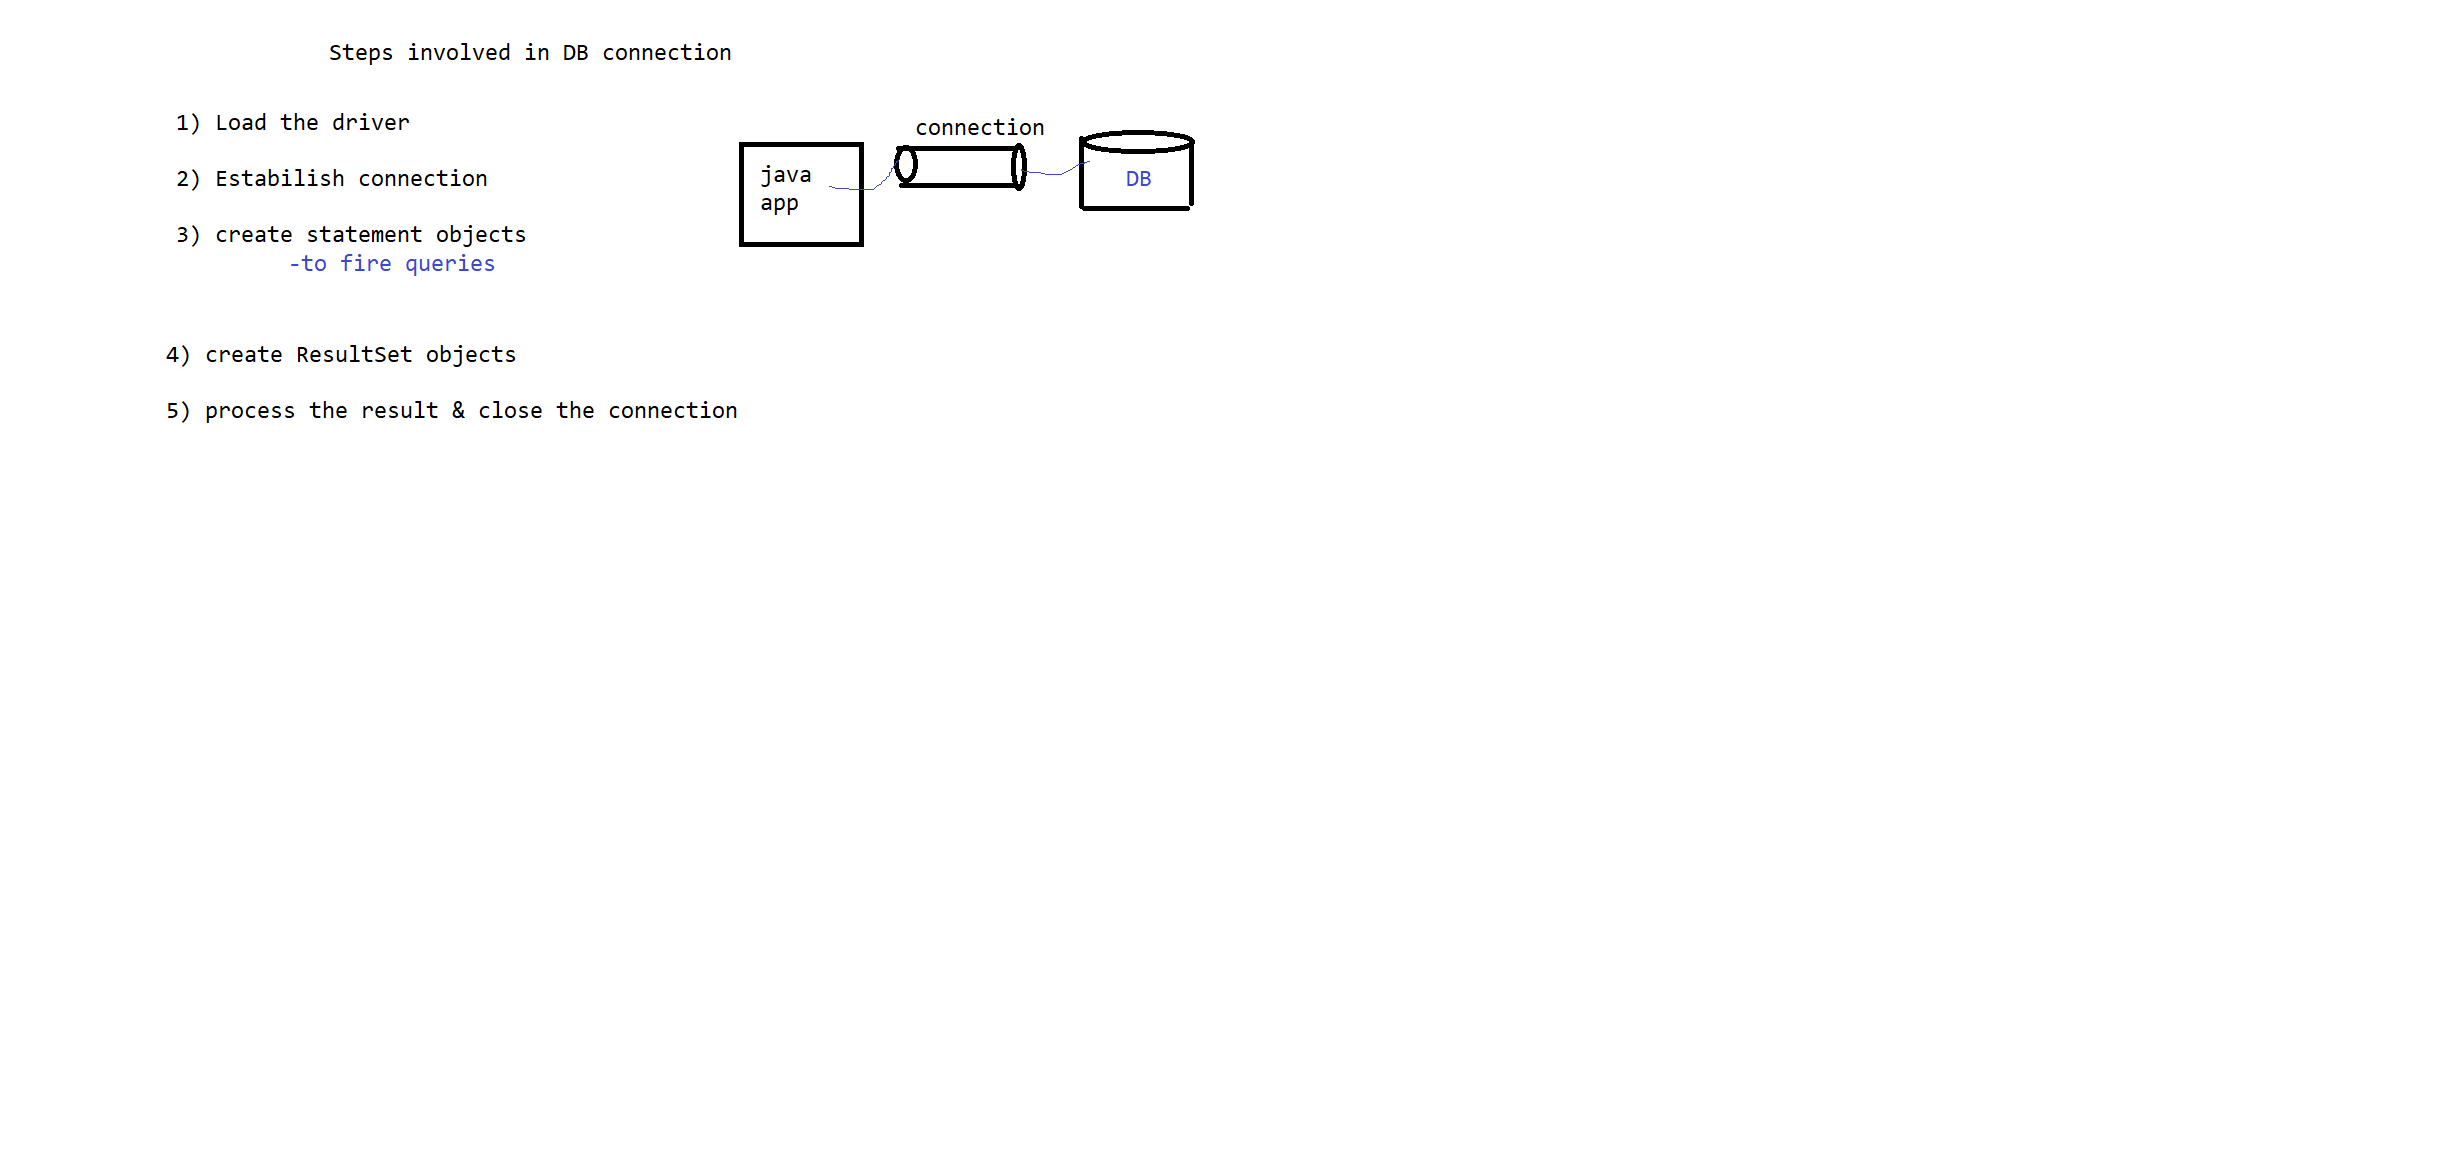 Steps involved in DB connection
1) Load the driver
2) Estabilish connection
3) create statement objects
-to fire queries
4) create ResultSet objects
5) process the result & close the connection
connection
java
app
DB